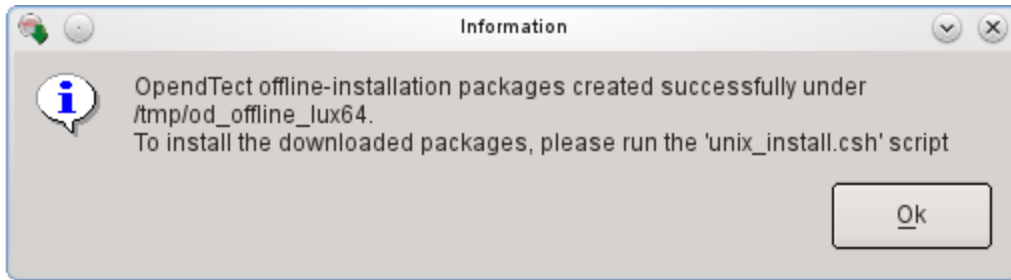 Information
OpendTect offline-installation packages created successfully under
/tmp/od_offline_lux64.
To install the downloaded packages, please run the 'unix_install.csh' script
Ok